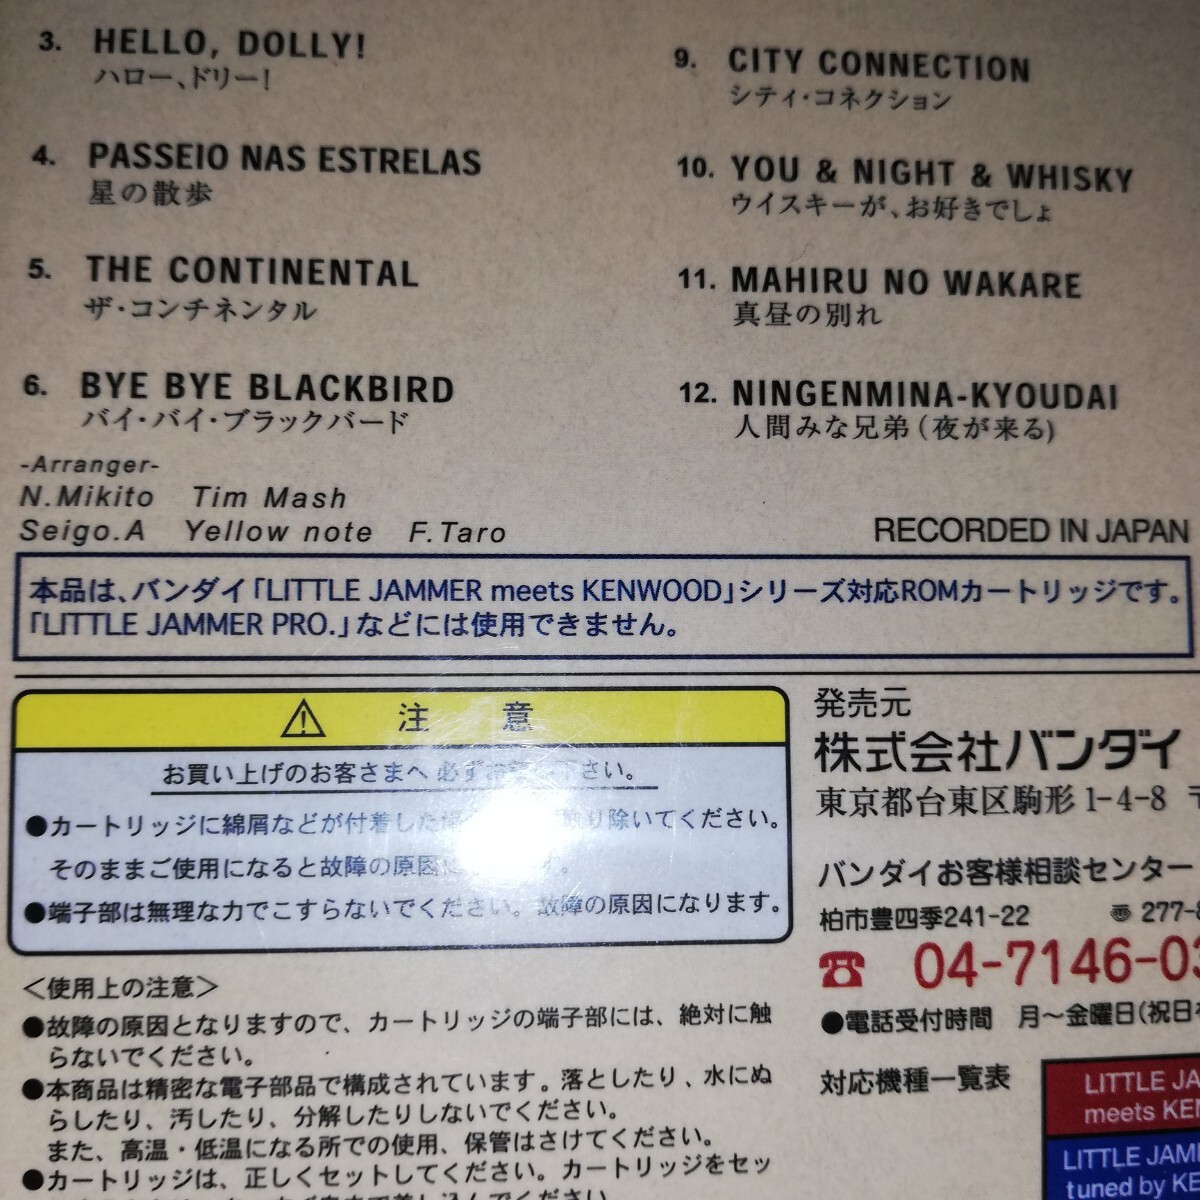 3. HELLO, DOLLY!
ハロー、ドリー!
4. PASSEIO NAS ESTRELAS
星の散歩
5. THE CONTINENTAL
ザ・コンチネンタル
6. BYE BYE BLACKBIRD
バイ・バイ・ブラックバード
9. CITY CONNECTION
シティ・コネクション
10. YOU & NIGHT & WHISKY
ウイスキーが、お好きでしょ
11. MAHIRU NO WAKARE
真昼の別れ
12. NINGENMINA-KYOUDAI
人間みな兄弟(夜が来る)
-Arranger-
N.Mikito Tim Mash
Seigo.A Yellow note F.Taro
RECORDED IN JAPAN
本品は、バンダイ「LITTLE JAMMER meets KENWOOD」シリーズ対応ROMカートリッジです。
「LITTLE JAMMER PRO.」などには使用できません。
注意
お買い上げのお客さまへ 必ず 下さい。
●カートリッジに綿屑などが付着した 除いてください。
そのままご使用になると故障の原因 す。
●端子部は無理な力でこすらないでください。故障の原因になります。
<使用上の注意>
●故障の原因となりますので、カートリッジの端子部には、絶対に触
らないでください。
●本商品は精密な電子部品で構成されています。落としたり、水にぬ
らしたり、汚したり、分解したりしないでください。
また、高温・低温になる所での使用、保管はさけてください。
●カートリッジは、正しくセットしてください。カートリッジをセッ
発売元
株式会社バンダイ
東京都台東区駒形1-4-8 〒
バンダイお客様相談センター
柏市豊四季241-22 〠277-8
☎ 04-7146-03
●電話受付時間 月～金曜日(祝日
対応機種一覧表
LITTLE JA
meets KEN
LITTLE JAMM
tuned by KE